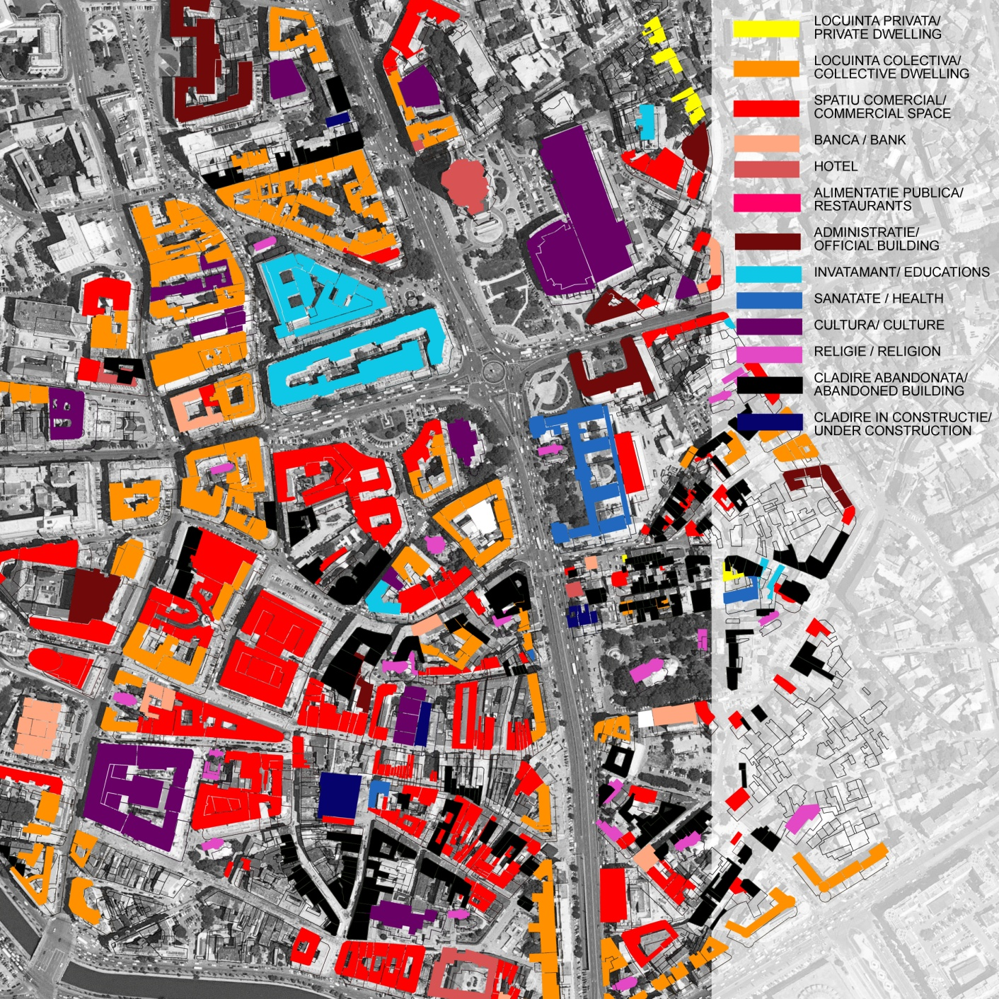 LOCUINTA PRIVATA/
PRIVATE DWELLING
LOCUINTA COLECTIVA/
COLLECTIVE DWELLING
SPATIU COMERCIAL/
COMMERCIAL SPACE
BANCA / BANK
HOTEL
ALIMENTATIE PUBLICA/
RESTAURANTS
ADMINISTRATIE/
OFFICIAL BUILDING
INVATAMANT/ EDUCATIONS
SANATATE / HEALTH
CULTURA/ CULTURE
RELIGIE / RELIGION
CLADIRE ABANDONATA/
ABANDONED BUILDING
CLADIRE IN CONSTRUCTIE/
UNDER CONSTRUCTION